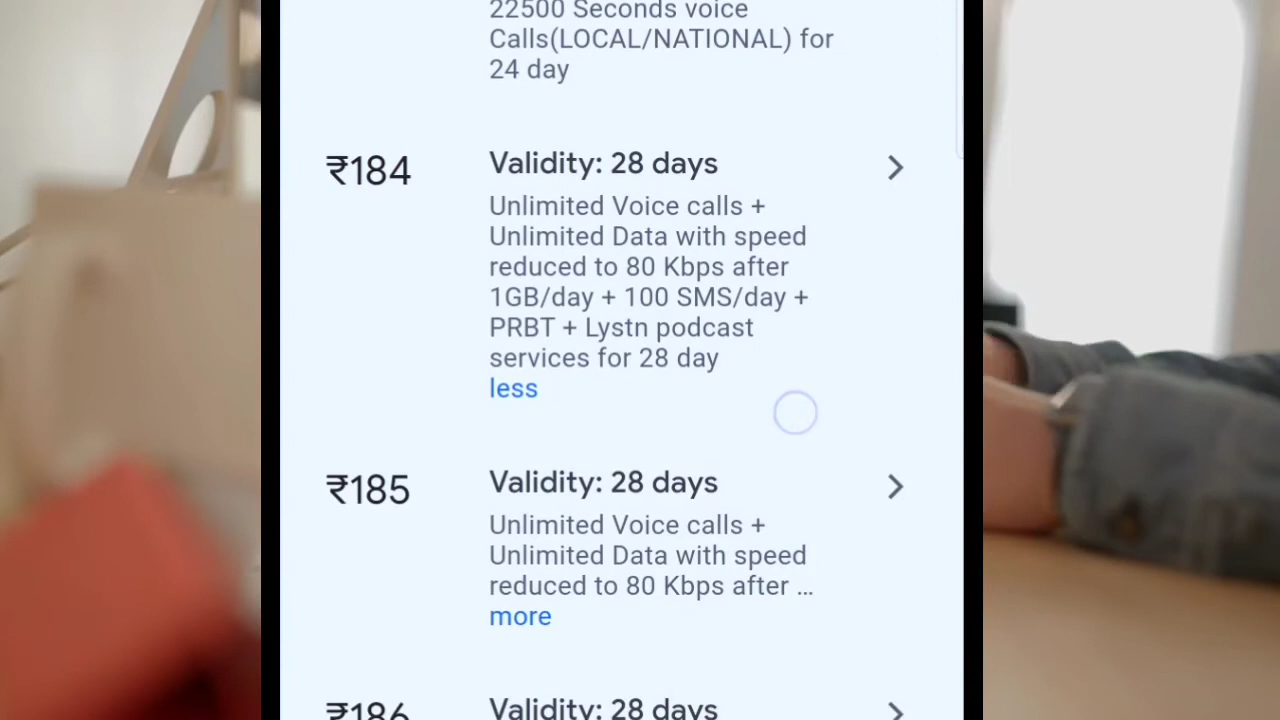 22500 Seconds voice
Calls(LOCAL/NATIONAL) for
24 day
₹184
Validity: 28 days
Unlimited Voice calls +
Unlimited Data with speed
reduced to 80 Kbps after
1GB/day + 100 SMS/day +
PRBT + Lystn podcast
services for 28 day
less
₹185
Validity: 28 days
Unlimited Voice calls +
Unlimited Data with speed
reduced to 80 Kbps after ...
more
₹186
Validity: 28 days